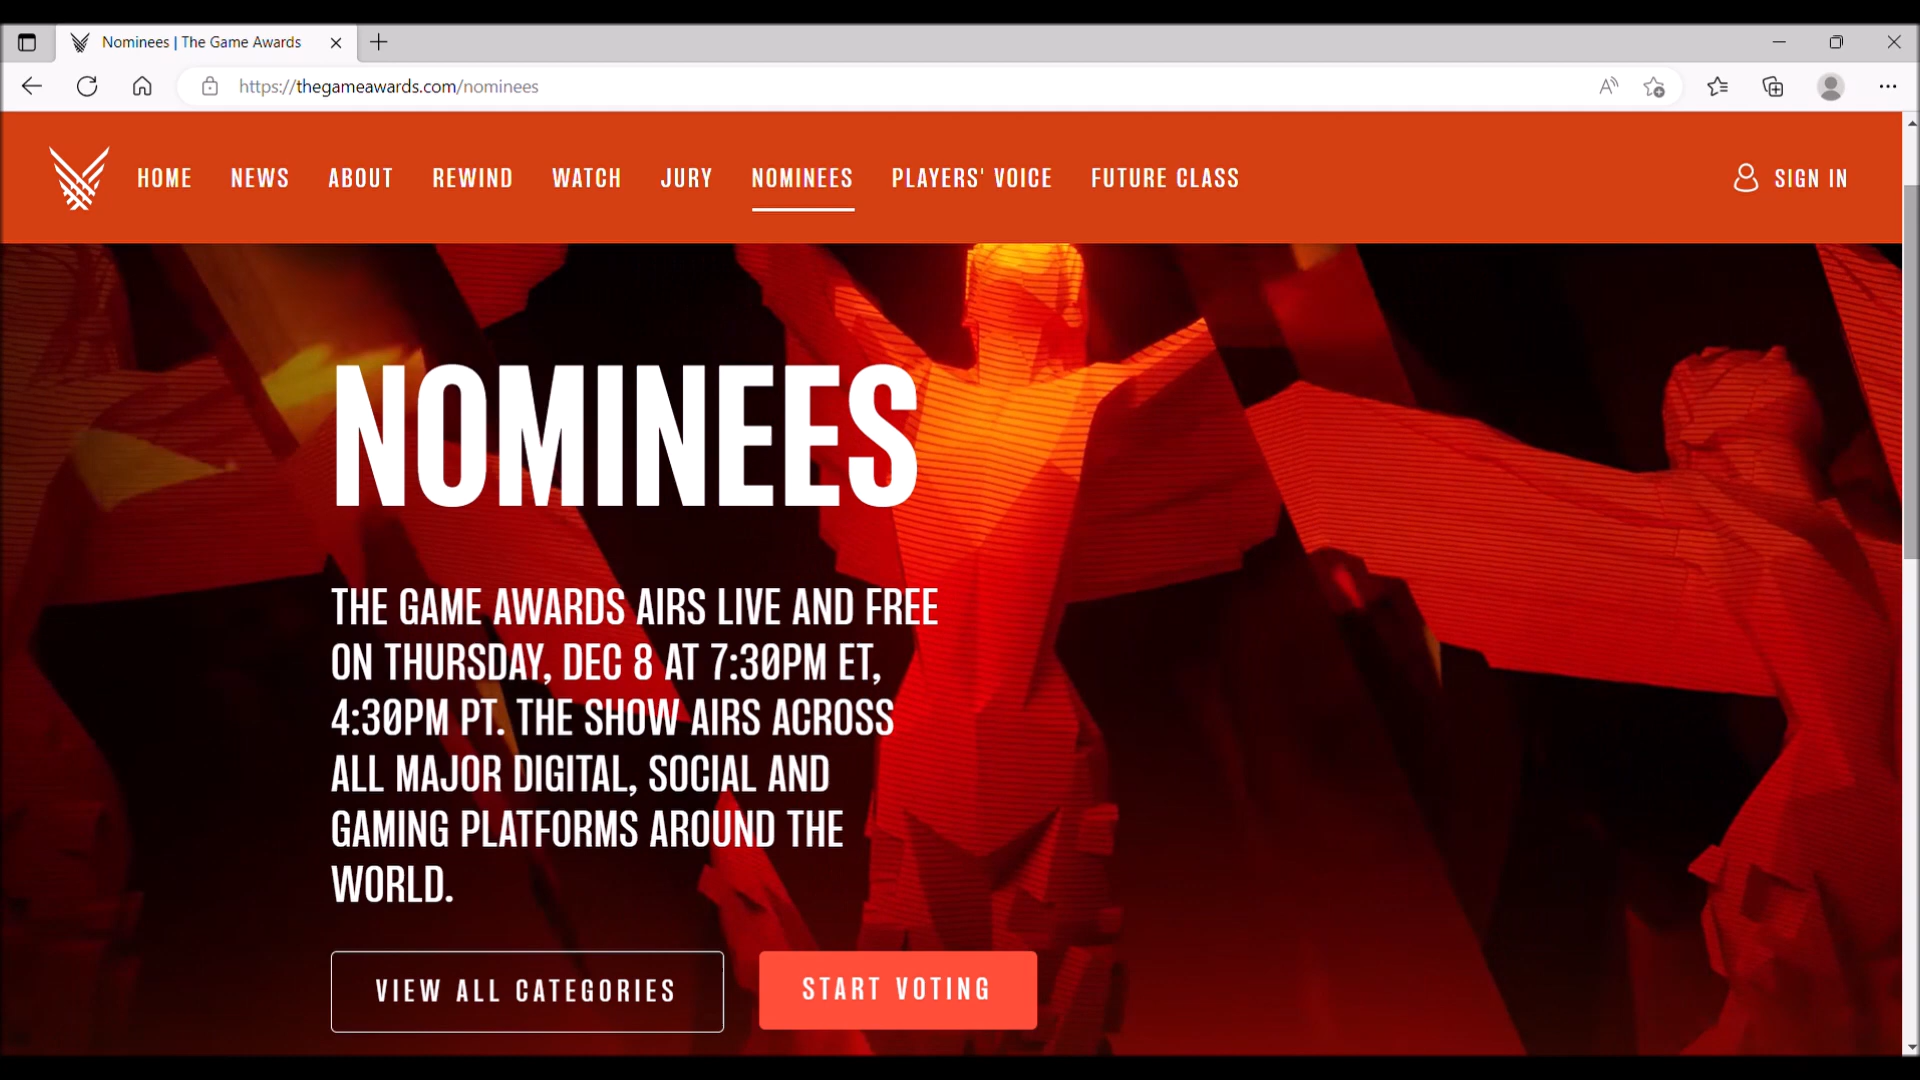 Nominees | The Game Awards
https://thegameawards.com/nominees
HOME NEWS ABOUT REWIND WATCH JURY NOMINEES PLAYERS' VOICE FUTURE CLASS SIGN IN
NOMINEES
THE GAME AWARDS AIRS LIVE AND FREE
ON THURSDAY, DEC 8 AT 7:30PM ET,
4:30PM PT. THE SHOW AIRS ACROSS
ALL MAJOR DIGITAL, SOCIAL AND
GAMING PLATFORMS AROUND THE
WORLD.
VIEW ALL CATEGORIES START VOTING